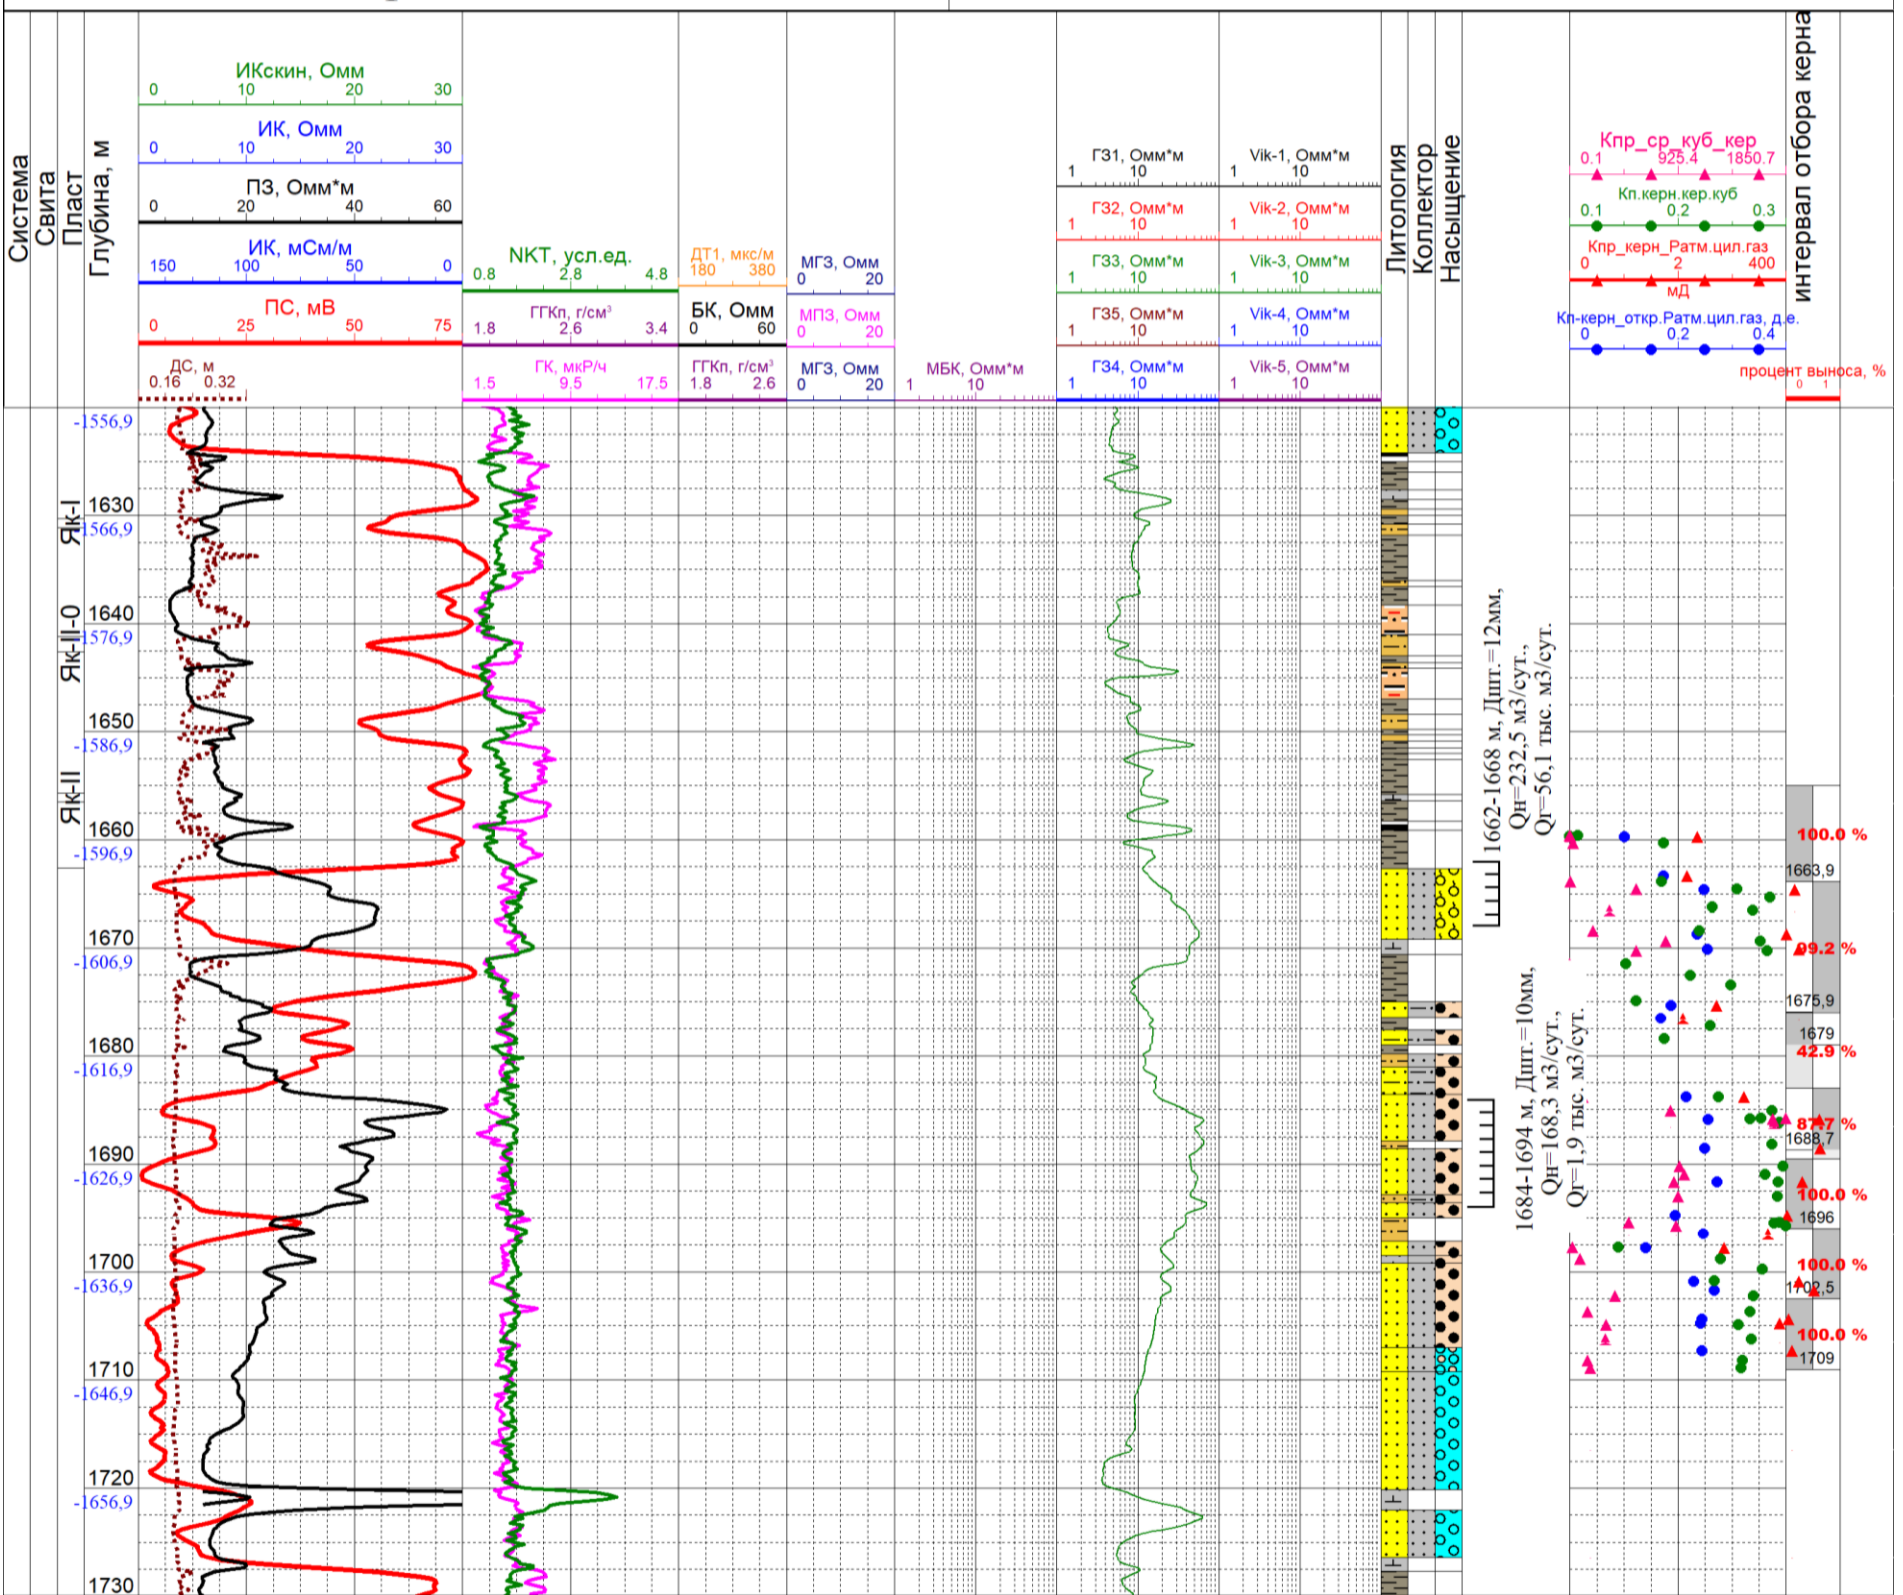 Система
Свита
Пласт
Глубина, м
ИКскин, Омм
0 10 20 30
ИК, Омм
0 10 20 30
ПЗ, Омм*м
0 20 40 60
ИК, мСм/м
150 100 50 0
ПС, мВ
0 25 50 75
ДС, м
0.16 0.32
NKT, усл.ед.
0.8 2.8 4.8
ГГКп, г/см³
1.8 2.6 3.4
ГК, мкР/ч
1.5 9.5 17.5
ДТ1, мкс/м
180 380
БК, Омм
0 60
ГГКп, г/см³
1.8 2.6
МГЗ, Омм
0 20
МПЗ, Омм
0 20
МГЗ, Омм
0 20
МБК, Омм*м
1 10
ГЗ1, Омм*м
1 10
ГЗ2, Омм*м
1 10
ГЗ3, Омм*м
1 10
ГЗ5, Омм*м
1 10
ГЗ4, Омм*м
1 10
Vik-1, Омм*м
1 10
Vik-2, Омм*м
1 10
Vik-3, Омм*м
1 10
Vik-4, Омм*м
1 10
Vik-5, Омм*м
1 10
Литология
Коллектор
Насыщение
Кпр_ср_куб_кер
0.1 925.4 1850.7
Кп.керн.кер.куб
0.1 0.2 0.3
Кпр_керн_Ратм.цил.газ
0 2 400
мД
Кп-керн_откр.Ратм.цил.газ, д.е.
0 0.2 0.4
интервал отбора керна
процент выноса, %
0 1
Як-I
Як-II-0
Як-II
-1556,9
1630
-1566,9
1640
-1576,9
1650
-1586,9
1660
-1596,9
1670
-1606,9
1680
-1616,9
1690
-1626,9
1700
-1636,9
1710
-1646,9
1720
-1656,9
1730
1662-1668 м, Дшт.=12мм,
Qн=232,5 м3/сут.,
Qг=56,1 тыс. м3/сут.
1684-1694 м, Дшт.=10мм,
Qн=168,3 м3/сут.,
Qг=1,9 тыс. м3/сут.
100.0 %
1663,9
99.2 %
1675,9
1679
42.9 %
87.7 %
1688,7
100.0 %
1696
100.0 %
1702,5
100.0 %
1709